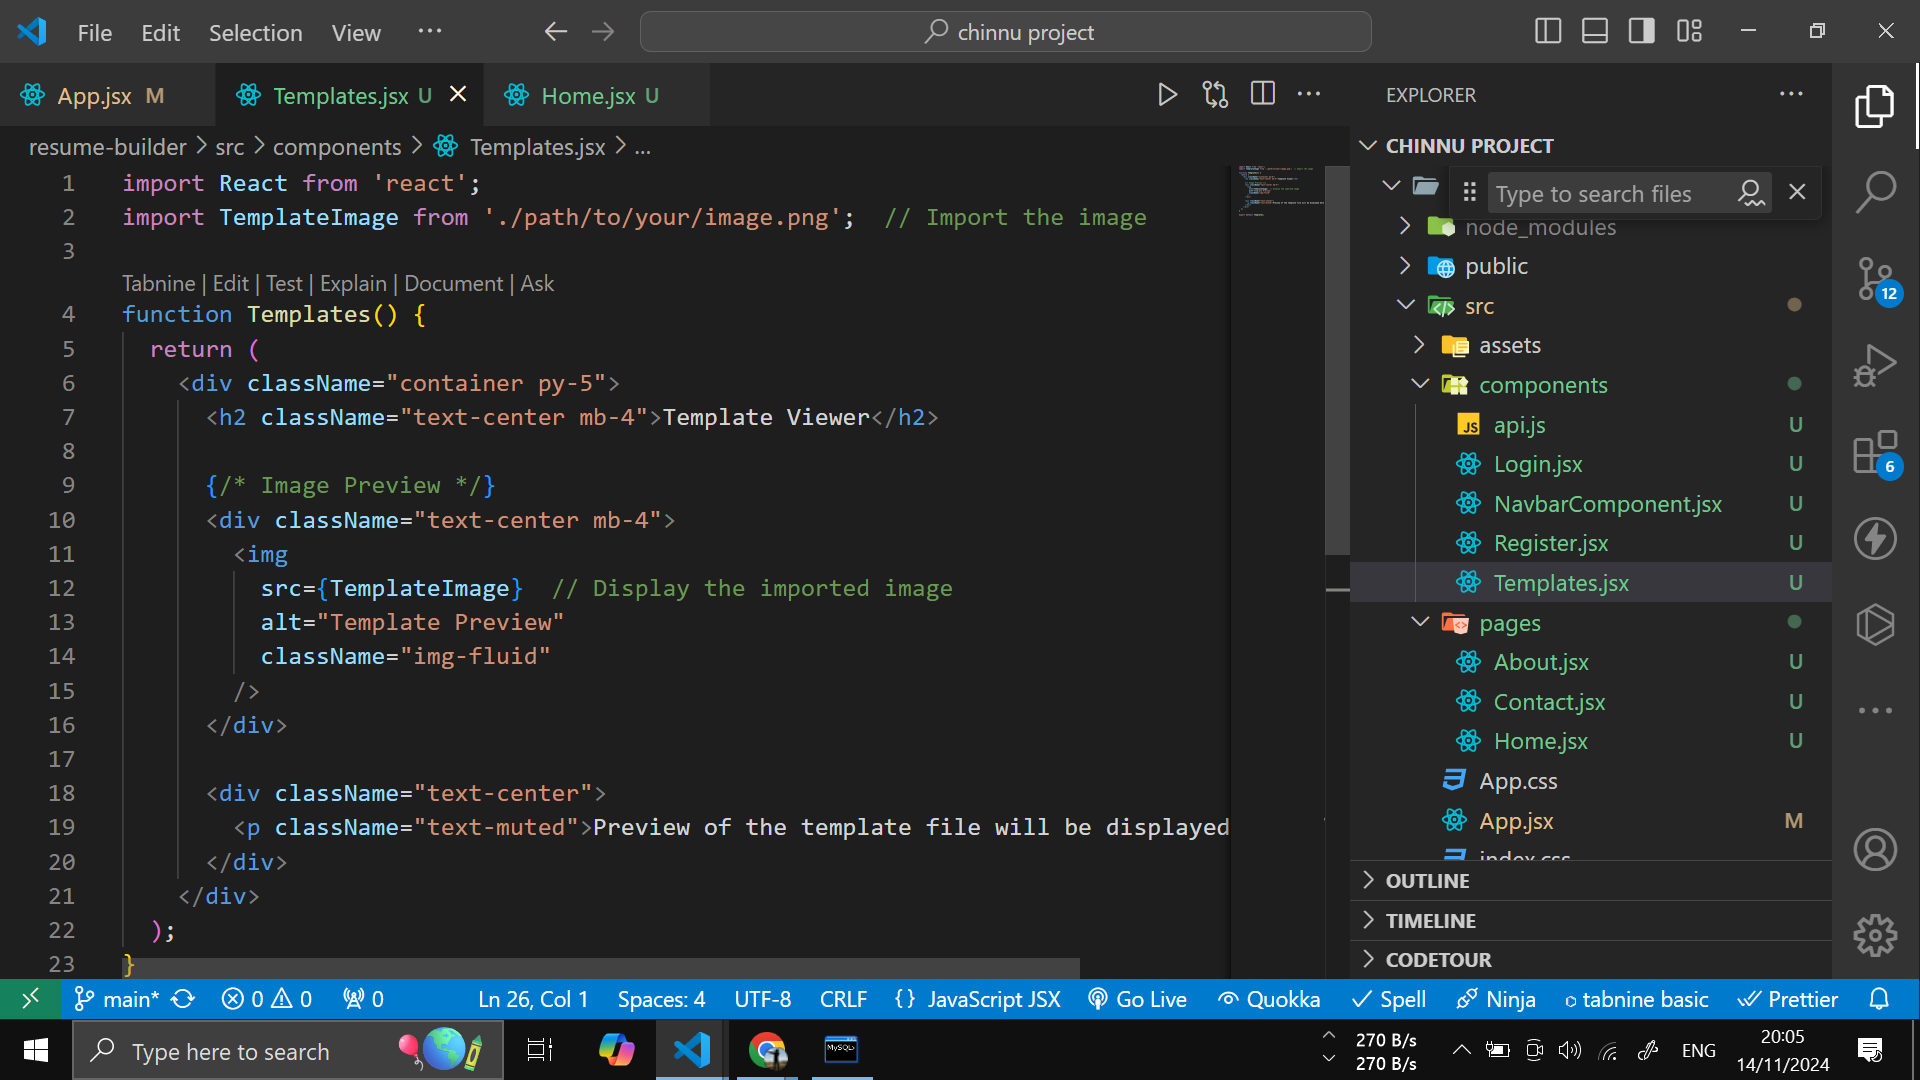 File Edit Selection View ...
chinnu project
App.jsx M
Templates.jsx U
Home.jsx U
resume-builder > src > components > Templates.jsx > ...
1 import React from 'react';
2 import TemplateImage from './path/to/your/image.png'; // Import the image
3
Tabnine | Edit | Test | Explain | Document | Ask
4 function Templates() {
5 return (
6 <div className="container py-5">
7 <h2 className="text-center mb-4">Template Viewer</h2>
8
9 {/* Image Preview */}
10 <div className="text-center mb-4">
11 <img
12 src={TemplateImage} // Display the imported image
13 alt="Template Preview"
14 className="img-fluid"
15 />
16 </div>
17
18 <div className="text-center">
19 <p className="text-muted">Preview of the template file will be displayed
20 </div>
21 </div>
22 );
23 }
EXPLORER
CHINNU PROJECT
Type to search files
node_modules
public
src
assets
components
api.js U
Login.jsx U
NavbarComponent.jsx U
Register.jsx U
Templates.jsx U
pages
About.jsx U
Contact.jsx U
Home.jsx U
App.css
App.jsx M
index.css
OUTLINE
TIMELINE
CODETOUR
12
6
main* 0 0 0 Ln 26, Col 1 Spaces: 4 UTF-8 CRLF {} JavaScript JSX Go Live Quokka Spell Ninja tabnine basic Prettier
Type here to search
MySQL
270 B/s
270 B/s
ENG
20:05
14/11/2024